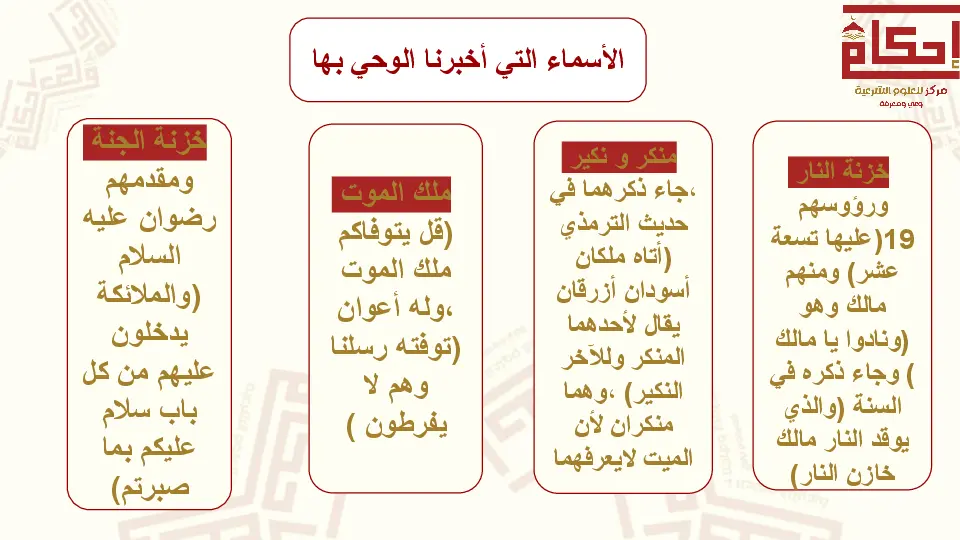 إحكام
مركز للعلوم الشرعية
وعي ومعرفة
الأسماء التي أخبرنا الوحي بها
خزنة النار
ورؤوسهم
19(عليها تسعة
عشر) ومنهم
مالك وهو
(ونادوا يا مالك
) وجاء ذكره في
السنة (والذي
يوقد النار مالك
خازن النار)
منكر و نكير
،جاء ذكرهما في
حديث الترمذي
(أتاه ملكان
أسودان أزرقان
يقال لأحدهما
المنكر وللآخر
النكير) ،وهما
منكران لأن
الميت لايعرفهما
ملك الموت
(قل يتوفاكم
ملك الموت
،وله أعوان
(توفته رسلنا
وهم لا
يفرطون )
خزنة الجنة
ومقدمهم
رضوان عليه
السلام
(والملائكة
يدخلون
عليهم من كل
باب سلام
عليكم بما
صبرتم)